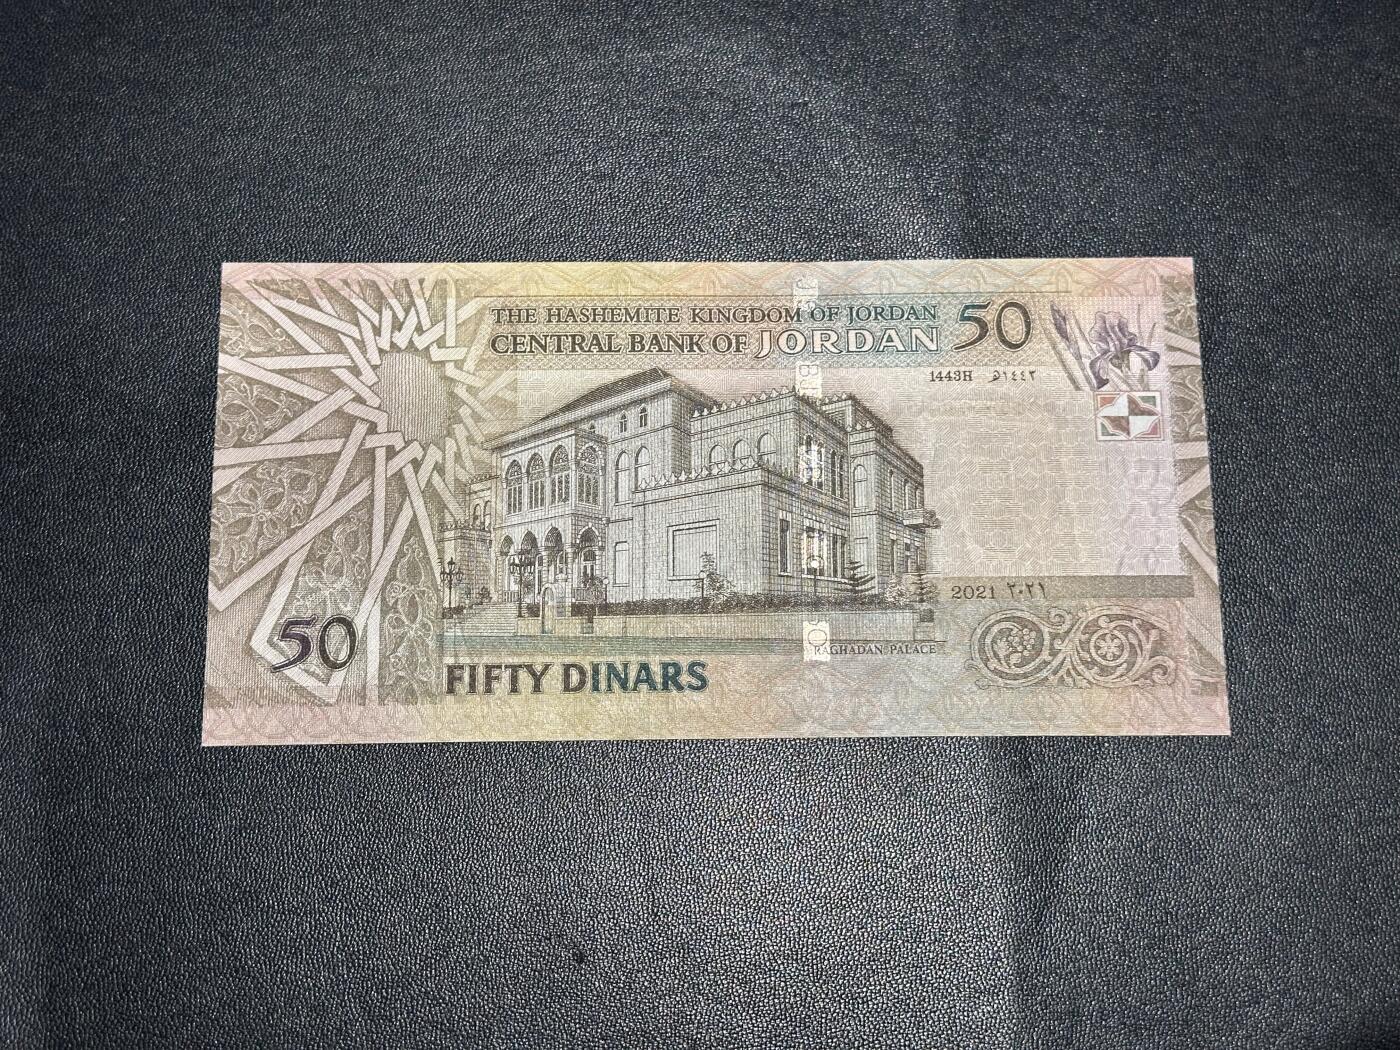 THE HASHEMITE KINGDOM OF JORDAN
CENTRAL BANK OF JORDAN
50
1443H ١٤٤٣هـ
2021 ٢٠٢١
50
RAGHADAN PALACE
FIFTY DINARS